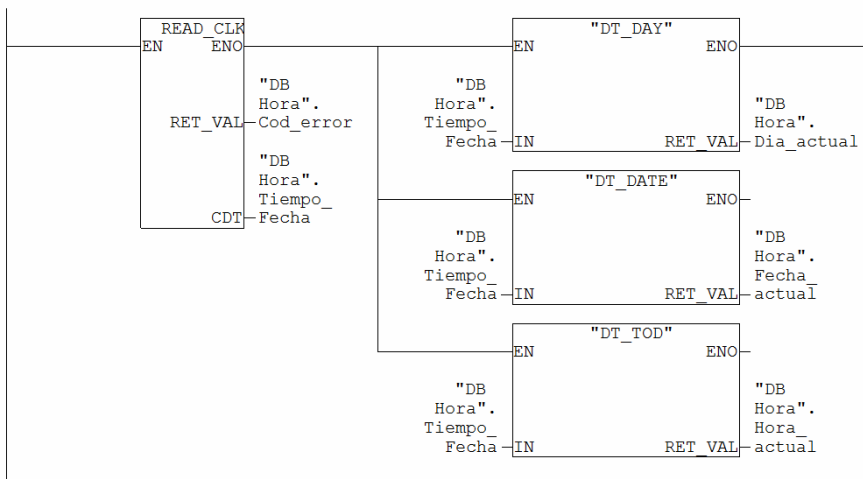 READ_CLK
EN ENO
"DB
Hora".
RET_VAL Cod_error
"DB
Hora".
Tiempo_
CDT Fecha
"DT_DAY"
EN ENO
"DB
Hora".
Tiempo_
Fecha IN
RET_VAL
"DB
Hora".
Dia_actual
"DT_DATE"
EN ENO
"DB
Hora".
Tiempo_
Fecha IN
RET_VAL
"DB
Hora".
Fecha_
actual
"DT_TOD"
EN ENO
"DB
Hora".
Tiempo_
Fecha IN
RET_VAL
"DB
Hora".
Hora_
actual